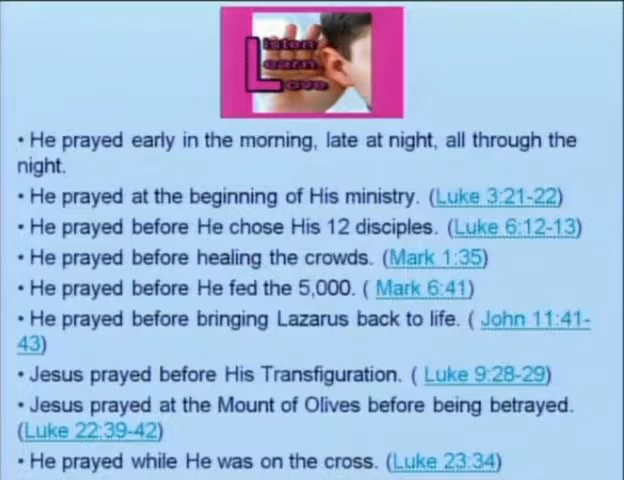 Listen
Learn
Love
• He prayed early in the morning, late at night, all through the
night.
• He prayed at the beginning of His ministry. (Luke 3:21-22)
• He prayed before He chose His 12 disciples. (Luke 6:12-13)
• He prayed before healing the crowds. (Mark 1:35)
• He prayed before He fed the 5,000. ( Mark 6:41)
• He prayed before bringing Lazarus back to life. ( John 11:41-
43)
• Jesus prayed before His Transfiguration. ( Luke 9:28-29)
• Jesus prayed at the Mount of Olives before being betrayed.
(Luke 22:39-42)
• He prayed while He was on the cross. (Luke 23:34)